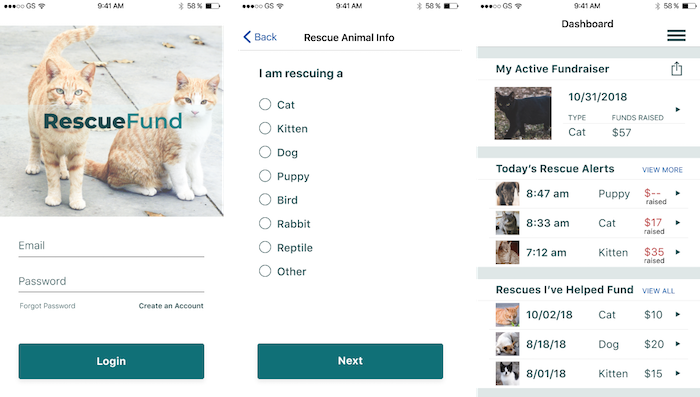 GS 9:41 AM 58 %
RescueFund
Email
Password
Forgot Password Create an Account
Login
GS 9:41 AM 58 %
Back Rescue Animal Info
I am rescuing a
Cat
Kitten
Dog
Puppy
Bird
Rabbit
Reptile
Other
Next
GS 9:41 AM 58 %
Dashboard
My Active Fundraiser
10/31/2018
TYPE FUNDS RAISED
Cat $57
Today's Rescue Alerts VIEW MORE
8:47 am Puppy $-- raised
8:33 am Cat $17 raised
7:12 am Kitten $35 raised
Rescues I've Helped Fund VIEW ALL
10/02/18 Cat $10
8/18/18 Dog $20
8/01/18 Kitten $15